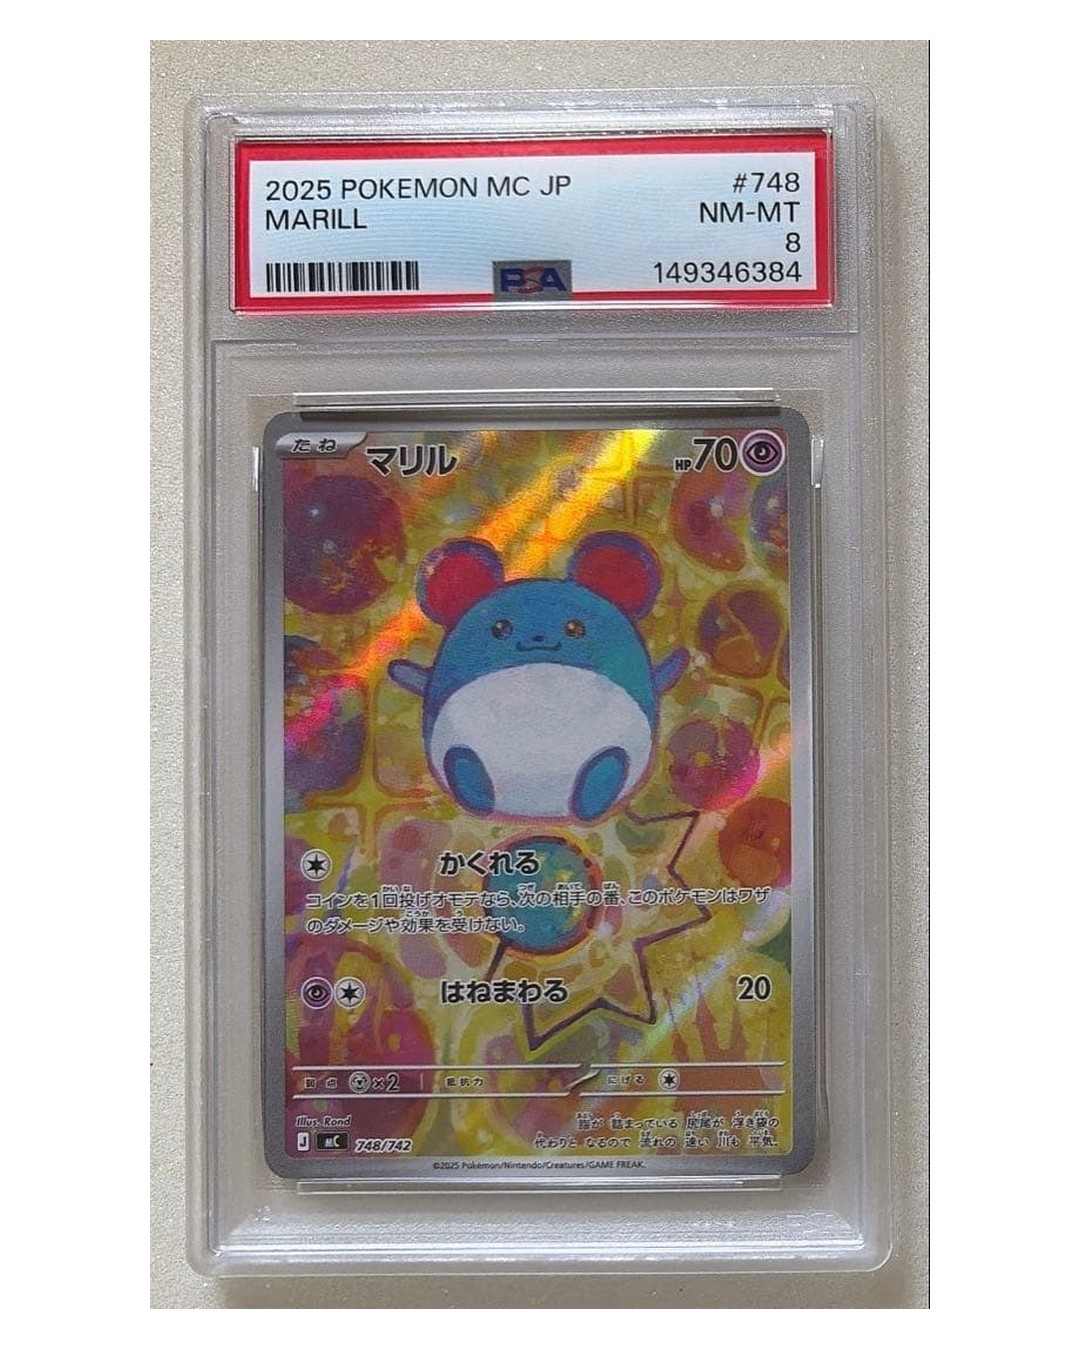 2025 POKEMON MC JP #748
MARILL NM-MT
8
PSA 149346384
たね マリル HP70
かくれる
コインを1回投げオモテなら、次の相手の番、このポケモンはワザ
のダメージや効果を受けない。
はねまわる 20
弱点 ×2 抵抗力 にげる
Illus. Rond
脂が 詰まっている 尻尾が 浮き袋の
代わりと なるので 流れの 速い 川も 平気。
J MC 748/742
©2025 Pokémon/Nintendo/Creatures/GAME FREAK.